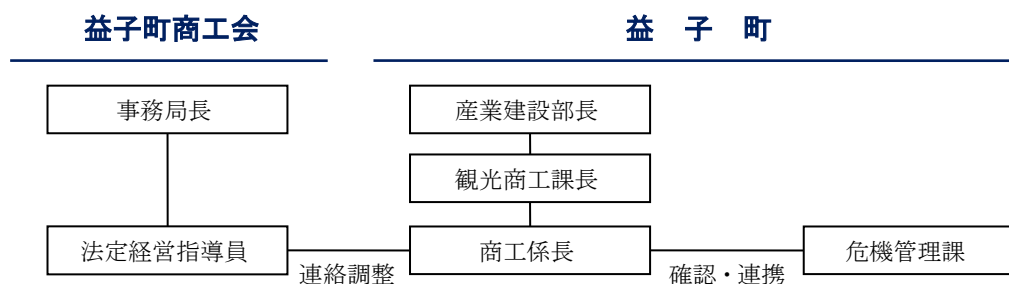 益子町商工会
益 子 町
事務局長
産業建設部長
観光商工課長
法定経営指導員
連絡調整
商工係長
確認・連携
危機管理課